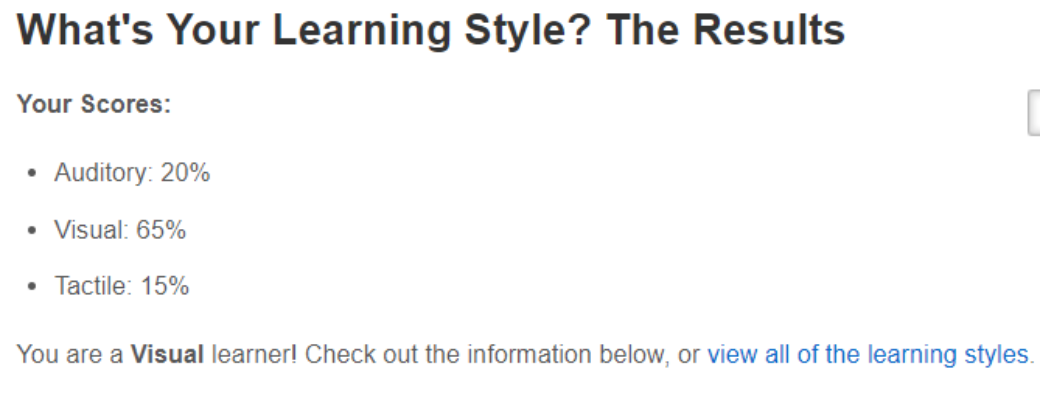 What's Your Learning Style? The Results
Your Scores:
• Auditory: 20%
• Visual: 65%
• Tactile: 15%
You are a Visual learner! Check out the information below, or view all of the learning styles.